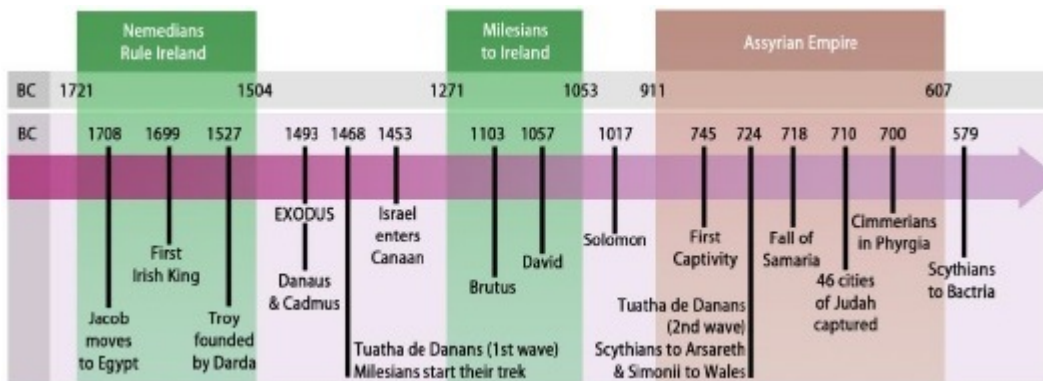 Nemedians
Rule Ireland
Milesians
to Ireland
Assyrian Empire
BC 1721 1504 1271 1053 911 607
BC 1708 1699 1527 1493 1468 1453 1103 1057 1017 745 724 718 710 700 579
Jacob
moves
to Egypt
First
Irish King
Troy
founded
by Darda
EXODUS
Danaus
& Cadmus
Tuatha de Danans (1st wave)
Milesians start their trek
Israel
enters
Canaan
Brutus
David
Solomon
First
Captivity
Tuatha de Danans
(2nd wave)
Scythians to Arsareth
& Simonii to Wales
Fall of
Samaria
46 cities
of Judah
captured
Cimmerians
in Phyrgia
Scythians
to Bactria